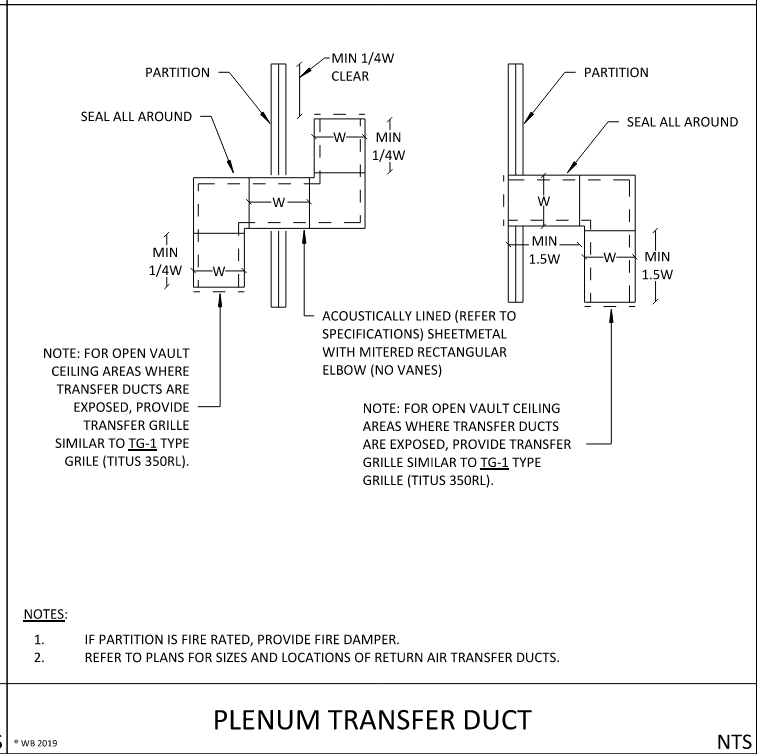 MIN 1/4W
CLEAR
PARTITION
SEAL ALL AROUND
W
MIN
1/4W
W
MIN
1/4W
W
ACOUSTICALLY LINED (REFER TO
SPECIFICATIONS) SHEETMETAL
WITH MITERED RECTANGULAR
ELBOW (NO VANES)
NOTE: FOR OPEN VAULT
CEILING AREAS WHERE
TRANSFER DUCTS ARE
EXPOSED, PROVIDE
TRANSFER GRILLE
SIMILAR TO TG-1 TYPE
GRILE (TITUS 350RL).
PARTITION
SEAL ALL AROUND
W
MIN
1.5W
W
MIN
1.5W
NOTE: FOR OPEN VAULT CEILING
AREAS WHERE TRANSFER DUCTS
ARE EXPOSED, PROVIDE TRANSFER
GRILLE SIMILAR TO TG-1 TYPE
GRILLE (TITUS 350RL).
NOTES:
1. IF PARTITION IS FIRE RATED, PROVIDE FIRE DAMPER.
2. REFER TO PLANS FOR SIZES AND LOCATIONS OF RETURN AIR TRANSFER DUCTS.
PLENUM TRANSFER DUCT
® WB 2019
NTS